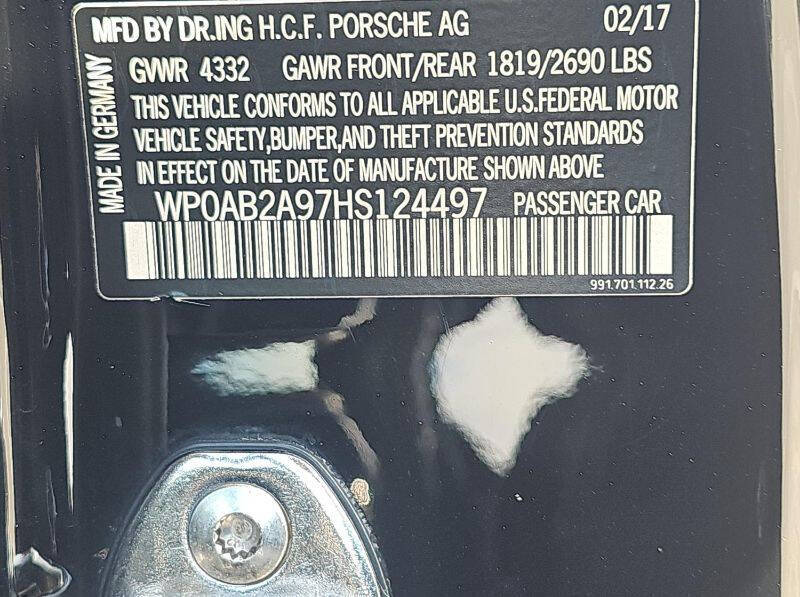 MFD BY DR.ING H.C.F. PORSCHE AG 02/17
GVWR 4332 GAWR FRONT/REAR 1819/2690 LBS
THIS VEHICLE CONFORMS TO ALL APPLICABLE U.S.FEDERAL MOTOR
VEHICLE SAFETY,BUMPER,AND THEFT PREVENTION STANDARDS
IN EFFECT ON THE DATE OF MANUFACTURE SHOWN ABOVE
WP0AB2A97HS124497 PASSENGER CAR
991.701.112.26
MADE IN GERMANY